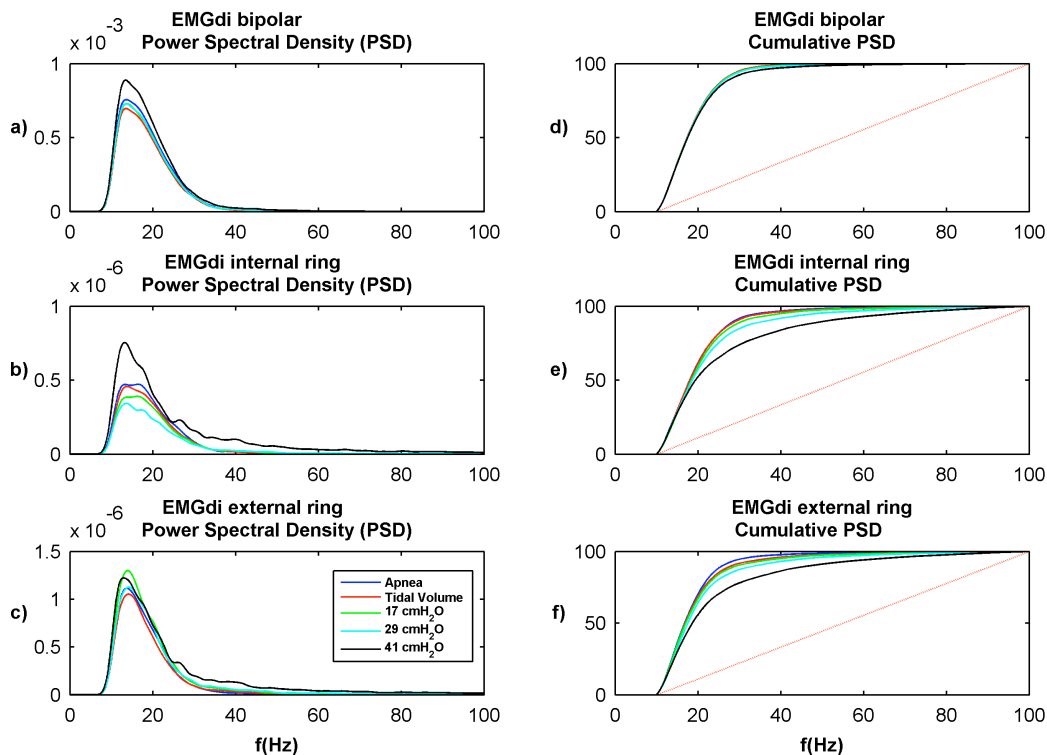 EMGdi bipolar
Power Spectral Density (PSD)
x 10^-3
1
0.5
0
a)
0 20 40 60 80 100
EMGdi bipolar
Cumulative PSD
100
50
0
d)
0 20 40 60 80 100
EMGdi internal ring
Power Spectral Density (PSD)
x 10^-6
1
0.5
0
b)
0 20 40 60 80 100
EMGdi internal ring
Cumulative PSD
100
50
0
e)
0 20 40 60 80 100
EMGdi external ring
Power Spectral Density (PSD)
x 10^-6
1.5
1
0.5
0
c)
Apnea
Tidal Volume
17 cmH2O
29 cmH2O
41 cmH2O
0 20 40 60 80 100
f(Hz)
EMGdi external ring
Cumulative PSD
100
50
0
f)
0 20 40 60 80 100
f(Hz)